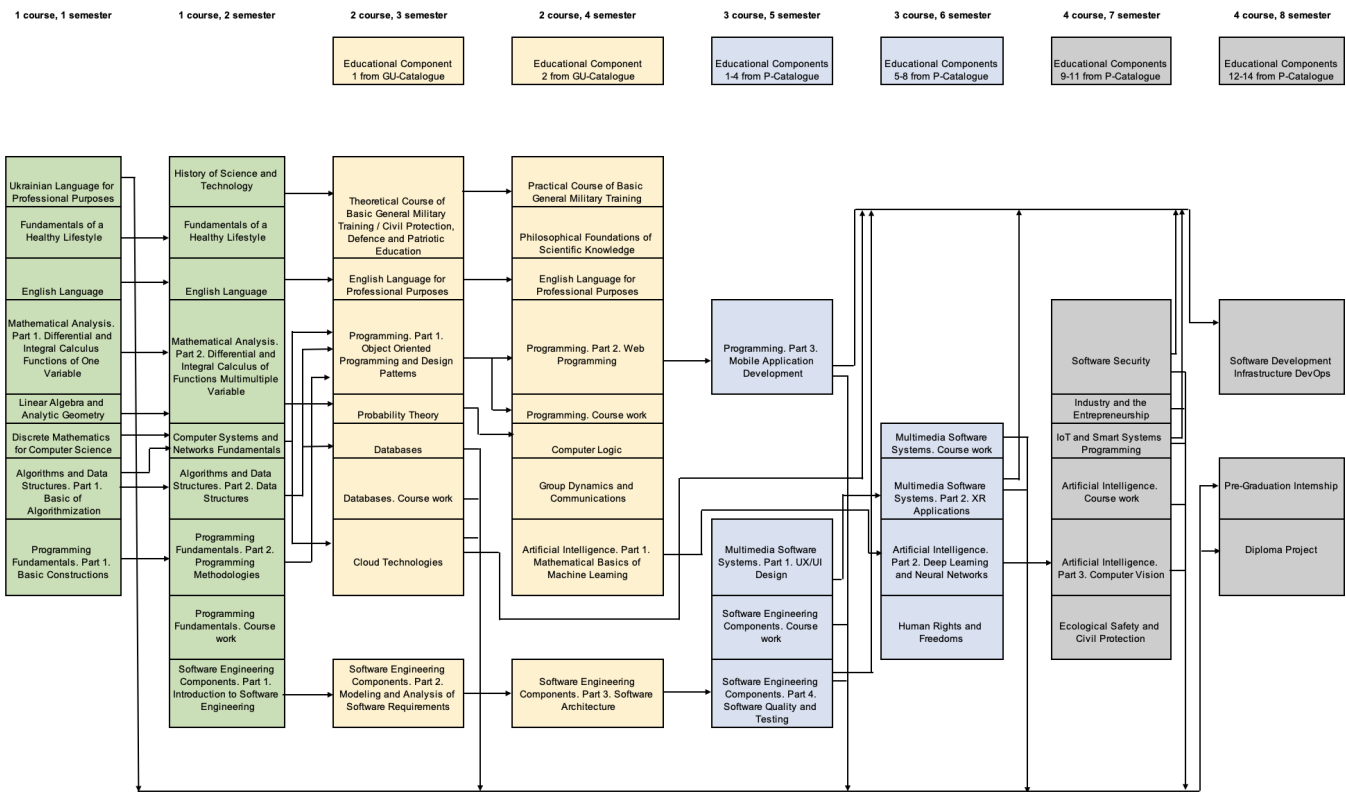 1 course, 1 semester
1 course, 2 semester
2 course, 3 semester
2 course, 4 semester
3 course, 5 semester
3 course, 6 semester
4 course, 7 semester
4 course, 8 semester
Educational Component
1 from GU-Catalogue
Educational Component
2 from GU-Catalogue
Educational Components
1-4 from P-Catalogue
Educational Components
5-8 from P-Catalogue
Educational Components
9-11 from P-Catalogue
Educational Components
12-14 from P-Catalogue
Ukrainian Language for
Professional Purposes
Fundamentals of a
Healthy Lifestyle
English Language
Mathematical Analysis.
Part 1. Differential and
Integral Calculus
Functions of One
Variable
Linear Algebra and
Analytic Geometry
Discrete Mathematics
for Computer Science
Algorithms and Data
Structures. Part 1.
Basic of
Algorithmization
Programming
Fundamentals. Part 1.
Basic Constructions
History of Science and
Technology
Fundamentals of a
Healthy Lifestyle
English Language
Mathematical Analysis.
Part 2. Differential and
Integral Calculus of
Functions Multimultiple
Variable
Computer Systems and
Networks Fundamentals
Algorithms and Data
Structures. Part 2. Data
Structures
Programming
Fundamentals. Part 2.
Programming
Methodologies
Programming
Fundamentals. Course
work
Software Engineering
Components. Part 1.
Introduction to Software
Engineering
Theoretical Course of
Basic General Military
Training / Civil Protection,
Defence and Patriotic
Education
English Language for
Professional Purposes
Programming. Part 1.
Object Oriented
Programming and Design
Patterns
Probability Theory
Databases
Databases. Course work
Cloud Technologies
Software Engineering
Components. Part 2.
Modeling and Analysis of
Software Requirements
Practical Course of Basic
General Military Training
Philosophical Foundations of
Scientific Knowledge
English Language for
Professional Purposes
Programming. Part 2. Web
Programming
Programming. Course work
Computer Logic
Group Dynamics and
Communications
Artificial Intelligence. Part 1.
Mathematical Basics of
Machine Learning
Software Engineering
Components. Part 3. Software
Architecture
Programming. Part 3.
Mobile Application
Development
Multimedia Software
Systems. Part 1. UX/UI
Design
Software Engineering
Components. Course
work
Software Engineering
Components. Part 4.
Software Quality and
Testing
Multimedia Software
Systems. Course work
Multimedia Software
Systems. Part 2. XR
Applications
Artificial Intelligence.
Part 2. Deep Learning
and Neural Networks
Human Rights and
Freedoms
Software Security
Industry and the
Entrepreneurship
IoT and Smart Systems
Programming
Artificial Intelligence.
Course work
Artificial Intelligence.
Part 3. Computer Vision
Ecological Safety and
Civil Protection
Software Development
Infrastructure DevOps
Pre-Graduation Internship
Diploma Project